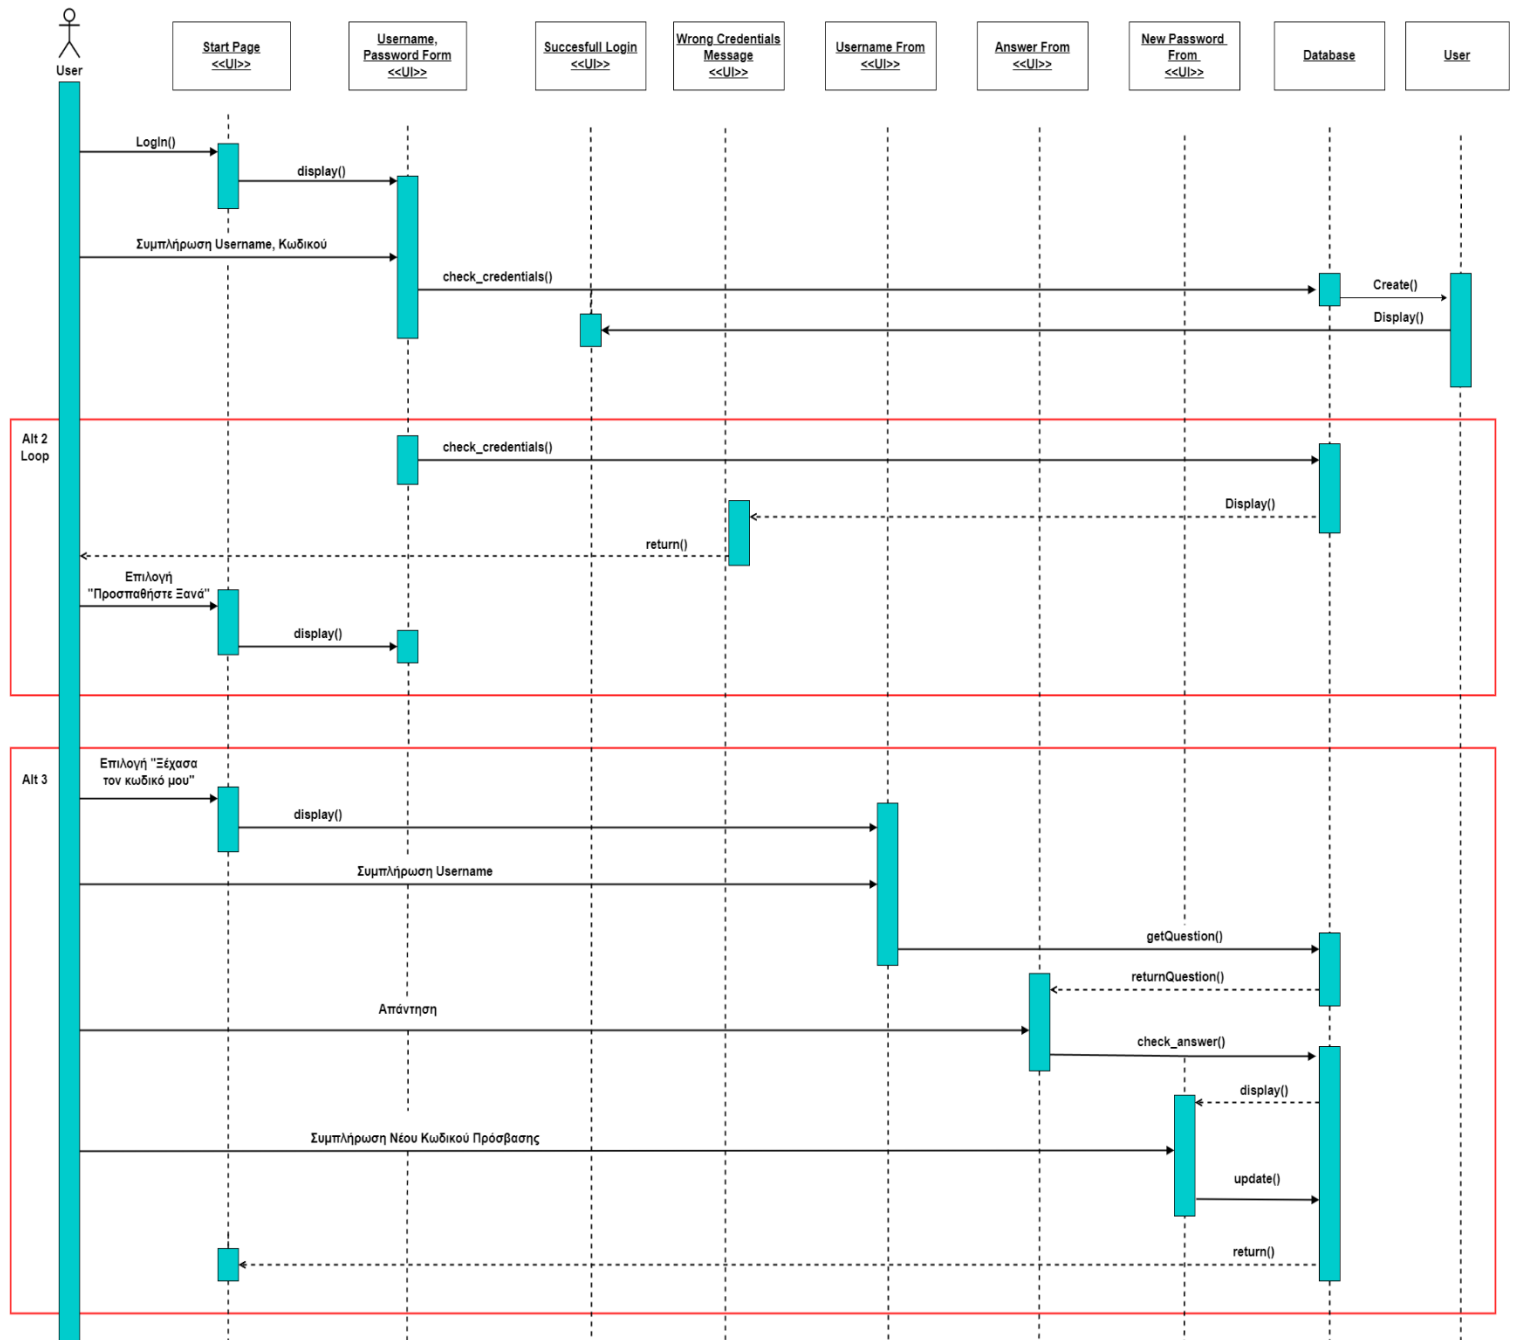 User
Start Page
<<UI>>
Username,
Password Form
<<UI>>
Succesfull Login
<<UI>>
Wrong Credentials
Message
<<UI>>
Username From
<<UI>>
Answer From
<<UI>>
New Password
From
<<UI>>
Database
User
LogIn()
display()
Συμπλήρωση Username, Κωδικού
check_credentials()
Create()
Display()
Alt 2
Loop
check_credentials()
Display()
return()
Επιλογή
"Προσπαθήστε Ξανά"
display()
Alt 3
Επιλογή "Ξέχασα
τον κωδικό μου"
display()
Συμπλήρωση Username
getQuestion()
returnQuestion()
Απάντηση
check_answer()
display()
Συμπλήρωση Νέου Κωδικού Πρόσβασης
update()
return()